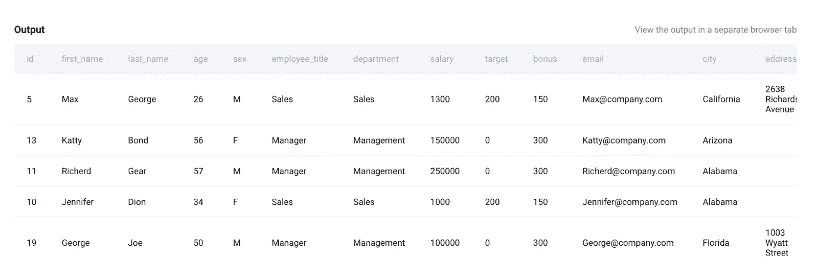 Output View the output in a separate browser tab
id first_name last_name age sex employee_title department salary target bonus email city address
2638
5 Max George 26 M Sales Sales 1300 200 150 Max@company.com California Richards
Avenue
13 Katty Bond 56 F Manager Management 150000 0 300 Katty@company.com Arizona
11 Richerd Gear 57 M Manager Management 250000 0 300 Richerd@company.com Alabama
10 Jennifer Dion 34 F Sales Sales 1000 200 150 Jennifer@company.com Alabama
1003
19 George Joe 50 M Manager Management 100000 0 300 George@company.com Florida Wyatt
Street